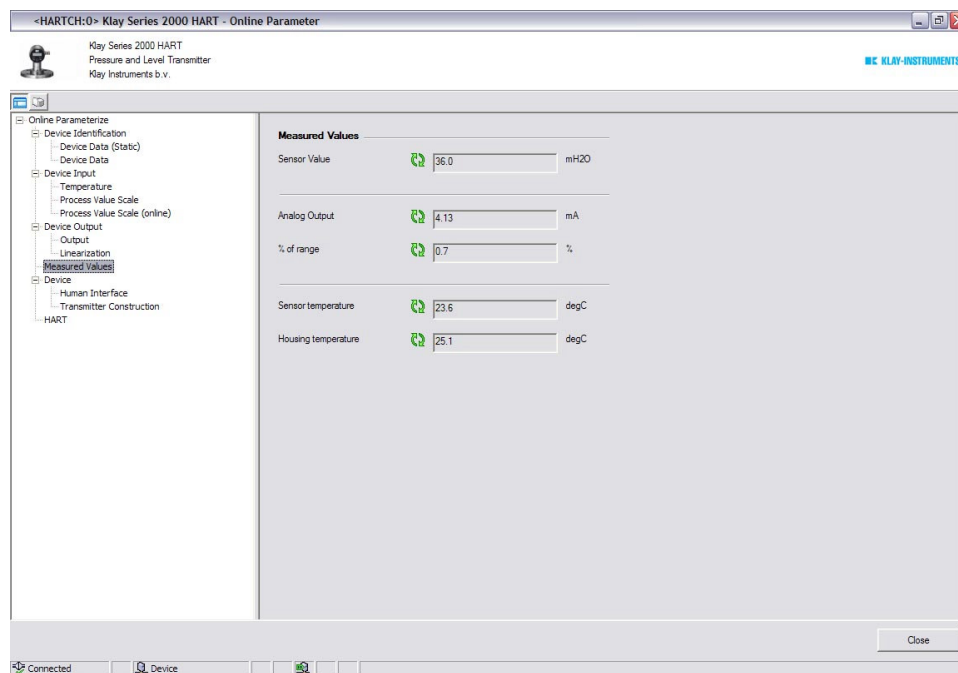 <HARTCH:0> Klay Series 2000 HART - Online Parameter
Klay Series 2000 HART
Pressure and Level Transmitter
Klay Instruments b.v.
KLAY-INSTRUMENTS
Online Parameterize
Device Identification
Device Data (Static)
Device Data
Device Input
Temperature
Process Value Scale
Process Value Scale (online)
Device Output
Output
Linearization
Measured Values
Device
Human Interface
Transmitter Construction
HART
Measured Values
Sensor Value 36.0 mH2O
Analog Output 4.13 mA
% of range 0.7 %
Sensor temperature 23.6 degC
Housing temperature 25.1 degC
Close
Connected Device